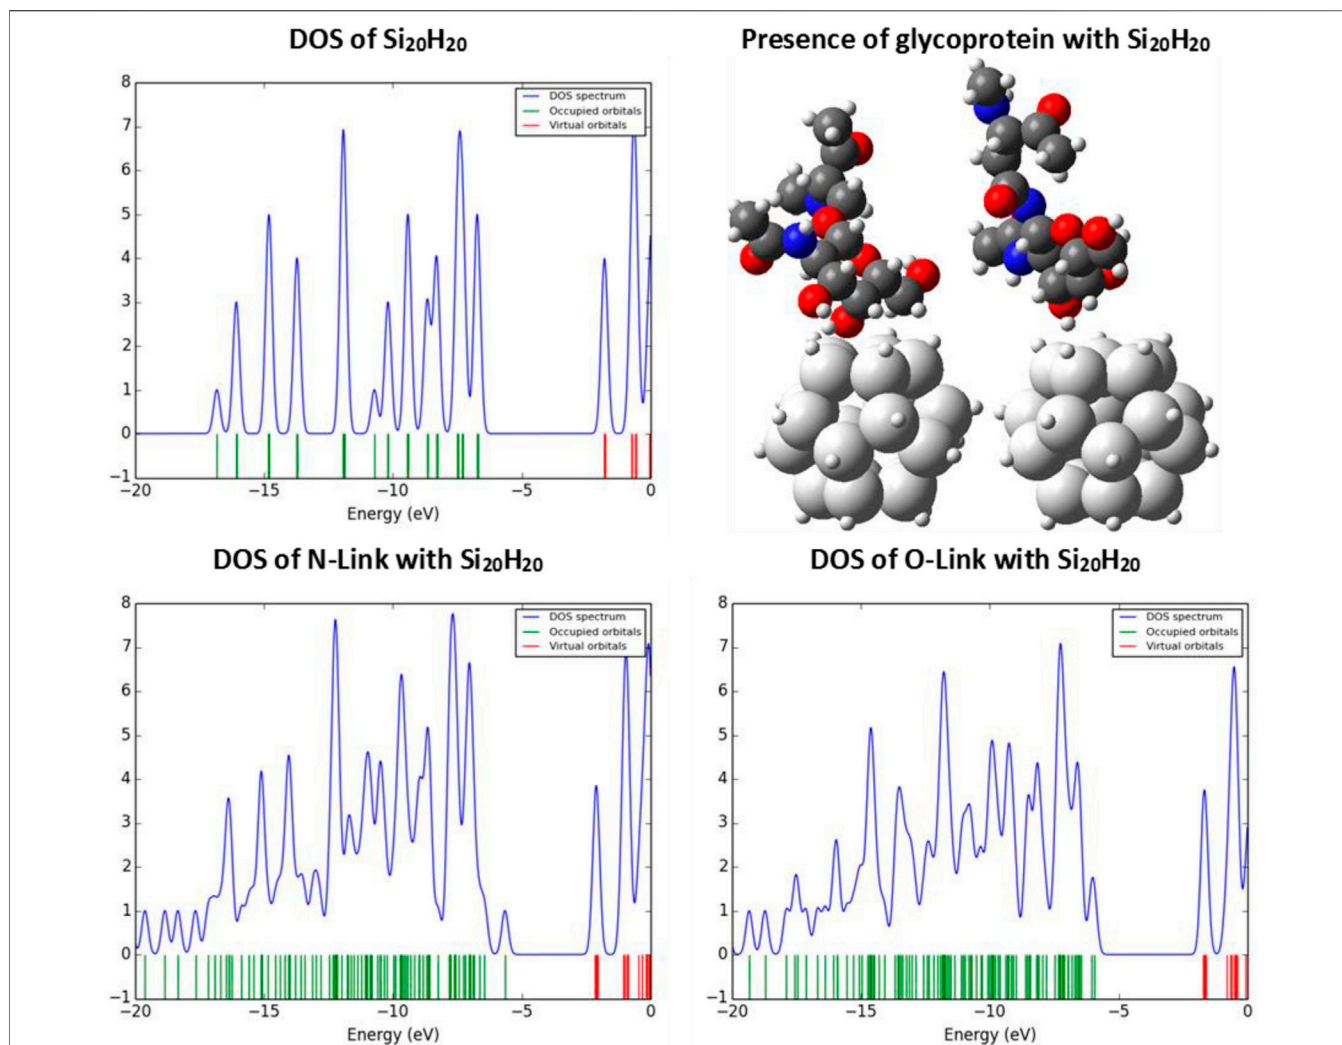 DOS of Si₂₀H₂₀
Presence of glycoprotein with Si₂₀H₂₀
8
7
6
5
4
3
2
1
0
−1
DOS spectrum
Occupied orbitals
Virtual orbitals
−20 −15 −10 −5 0
Energy (eV)
DOS of N-Link with Si₂₀H₂₀
DOS of O-Link with Si₂₀H₂₀
8
7
6
5
4
3
2
1
0
−1
DOS spectrum
Occupied orbitals
Virtual orbitals
−20 −15 −10 −5 0
Energy (eV)
8
7
6
5
4
3
2
1
0
−1
DOS spectrum
Occupied orbitals
Virtual orbitals
−20 −15 −10 −5 0
Energy (eV)